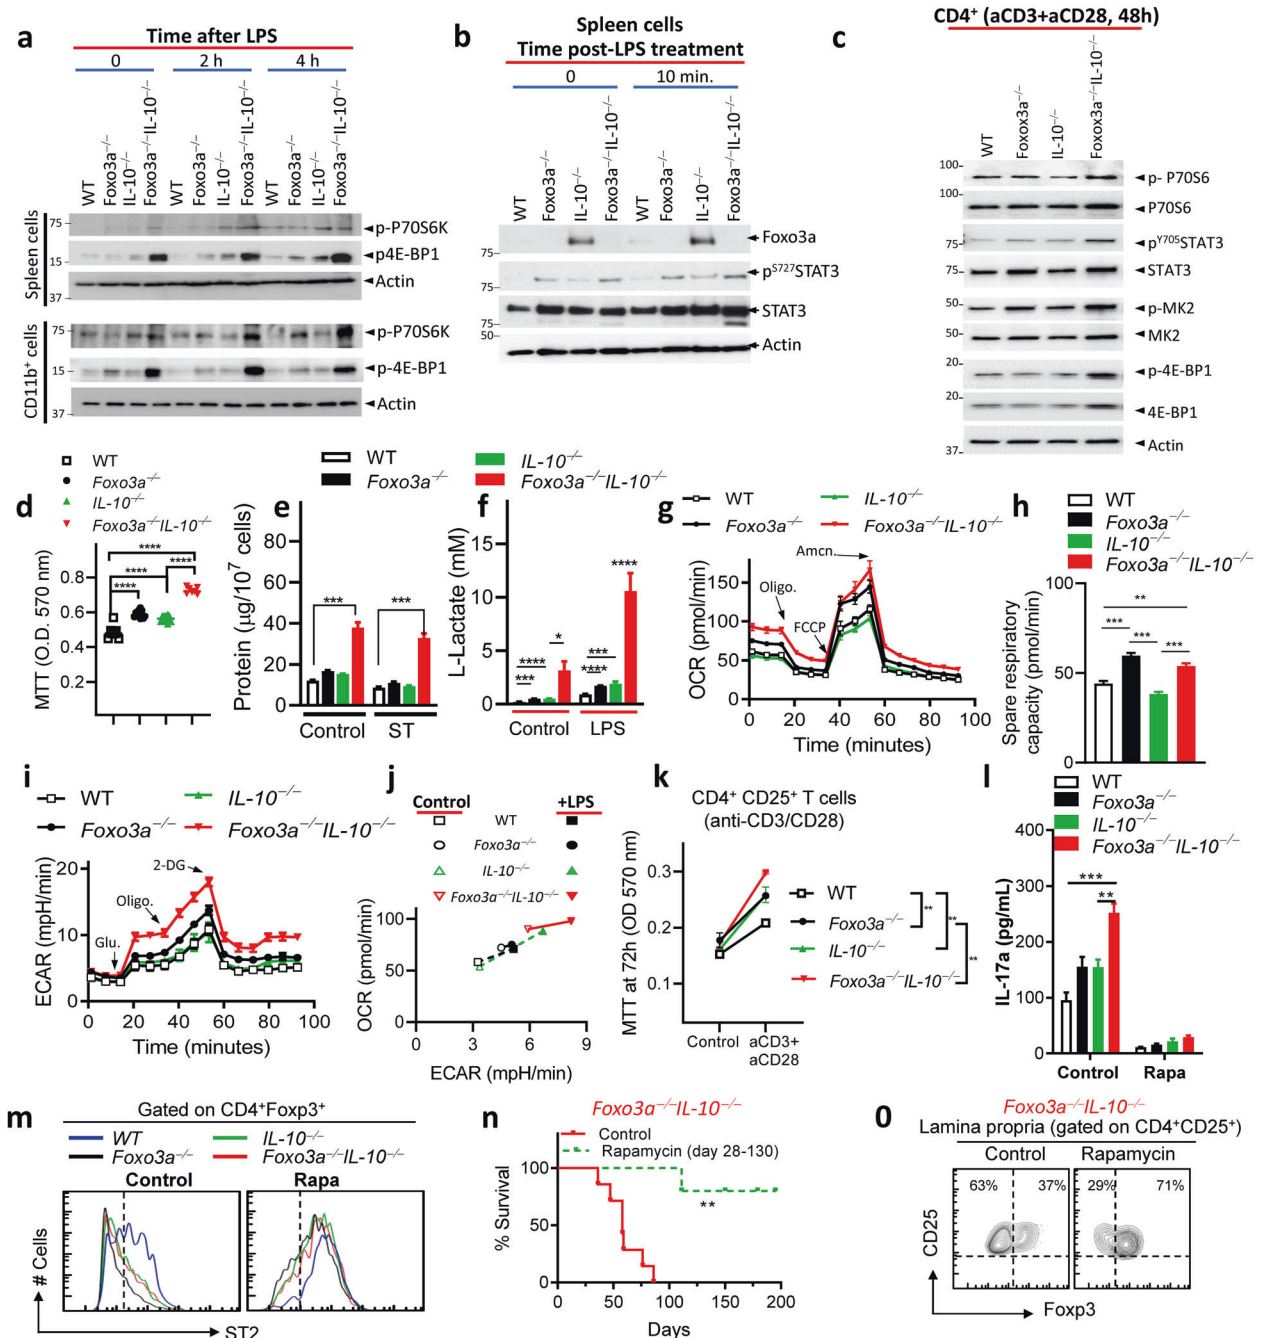 a
Time after LPS
0 2 h 4 h
WT Foxo3a⁻/⁻ IL-10⁻/⁻ Foxo3a⁻/⁻IL-10⁻/⁻ WT Foxo3a⁻/⁻ IL-10⁻/⁻ Foxo3a⁻/⁻IL-10⁻/⁻ WT Foxo3a⁻/⁻ IL-10⁻/⁻ Foxo3a⁻/⁻IL-10⁻/⁻
Spleen cells
75 p-P70S6K
15 p4E-BP1
Actin
37
CD11b⁺ cells
75 p-P70S6K
15 p-4E-BP1
Actin
37
b
Spleen cells
Time post-LPS treatment
0 10 min.
WT Foxo3a⁻/⁻ IL-10⁻/⁻ Foxo3a⁻/⁻IL-10⁻/⁻ WT Foxo3a⁻/⁻ IL-10⁻/⁻ Foxo3a⁻/⁻IL-10⁻/⁻
Foxo3a
75
pS727STAT3
75
STAT3
75
50
Actin
37
c
CD4⁺ (aCD3+aCD28, 48h)
WT Foxox3a⁻/⁻ IL-10⁻/⁻ Foxox3a⁻/⁻IL-10⁻/⁻
100 p- P70S6
100 P70S6
75 pY705STAT3
75 STAT3
50 p-MK2
50 MK2
15 p-4E-BP1
15 4E-BP1
37 Actin
d
WT
Foxo3a⁻/⁻
IL-10⁻/⁻
Foxo3a⁻/⁻IL-10⁻/⁻
MTT (O.D. 570 nm)
****
****
**** ****
0.8
0.6
0.4
0.2
WT IL-10⁻/⁻
Foxo3a⁻/⁻ Foxo3a⁻/⁻IL-10⁻/⁻
e
Protein (µg/10⁷ cells)
80
60
40
20
0
*** ***
Control ST
f
L-Lactate (mM)
15
10
5
0
****
***
*
***
****
****
Control LPS
g
WT IL-10⁻/⁻
Foxo3a⁻/⁻ Foxo3a⁻/⁻IL-10⁻/⁻
OCR (pmol/min)
150
100
50
0
Oligo.
FCCP
Amcn.
0 20 40 60 80 100
Time (minutes)
h
WT
Foxo3a⁻/⁻
IL-10⁻/⁻
Foxo3a⁻/⁻IL-10⁻/⁻
Spare respiratory
capacity (pmol/min)
100
50
0
**
*** *** ***
i
WT IL-10⁻/⁻
Foxo3a⁻/⁻ Foxo3a⁻/⁻IL-10⁻/⁻
ECAR (mpH/min)
20
10
0
Glu.
Oligo.
2-DG
0 20 40 60 80 100
Time (minutes)
j
Control +LPS
WT
Foxo3a⁻/⁻
IL-10⁻/⁻
Foxo3a⁻/⁻IL-10⁻/⁻
OCR (pmol/min)
100
50
0
0 3 6 9
ECAR (mpH/min)
k
CD4⁺ CD25⁺ T cells
(anti-CD3/CD28)
MTT at 72h (OD 570 nm)
0.3
0.2
0.1
Control aCD3+
aCD28
WT
Foxo3a⁻/⁻
IL-10⁻/⁻
Foxo3a⁻/⁻IL-10⁻/⁻
**
**
**
l
WT
Foxo3a⁻/⁻
IL-10⁻/⁻
Foxo3a⁻/⁻IL-10⁻/⁻
IL-17a (pg/mL)
400
300
200
100
0
***
**
Control Rapa
m
Gated on CD4⁺Foxp3⁺
WT IL-10⁻/⁻
Foxo3a⁻/⁻ Foxo3a⁻/⁻IL-10⁻/⁻
Control Rapa
# Cells
ST2
n
Foxo3a⁻/⁻IL-10⁻/⁻
Control
Rapamycin (day 28-130)
% Survival
100
50
0
**
0 50 100 150 200
Days
o
Foxo3a⁻/⁻IL-10⁻/⁻
Lamina propria (gated on CD4⁺CD25⁺)
Control Rapamycin
63% 37% 29% 71%
CD25
Foxp3